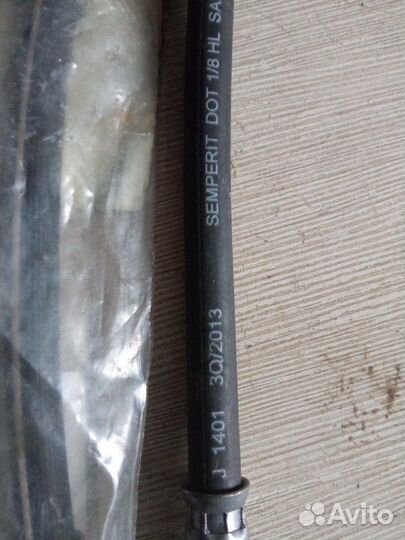 SEMPERIT DOT 1/8 HL SA
J 1401 3Q/2013
Avito